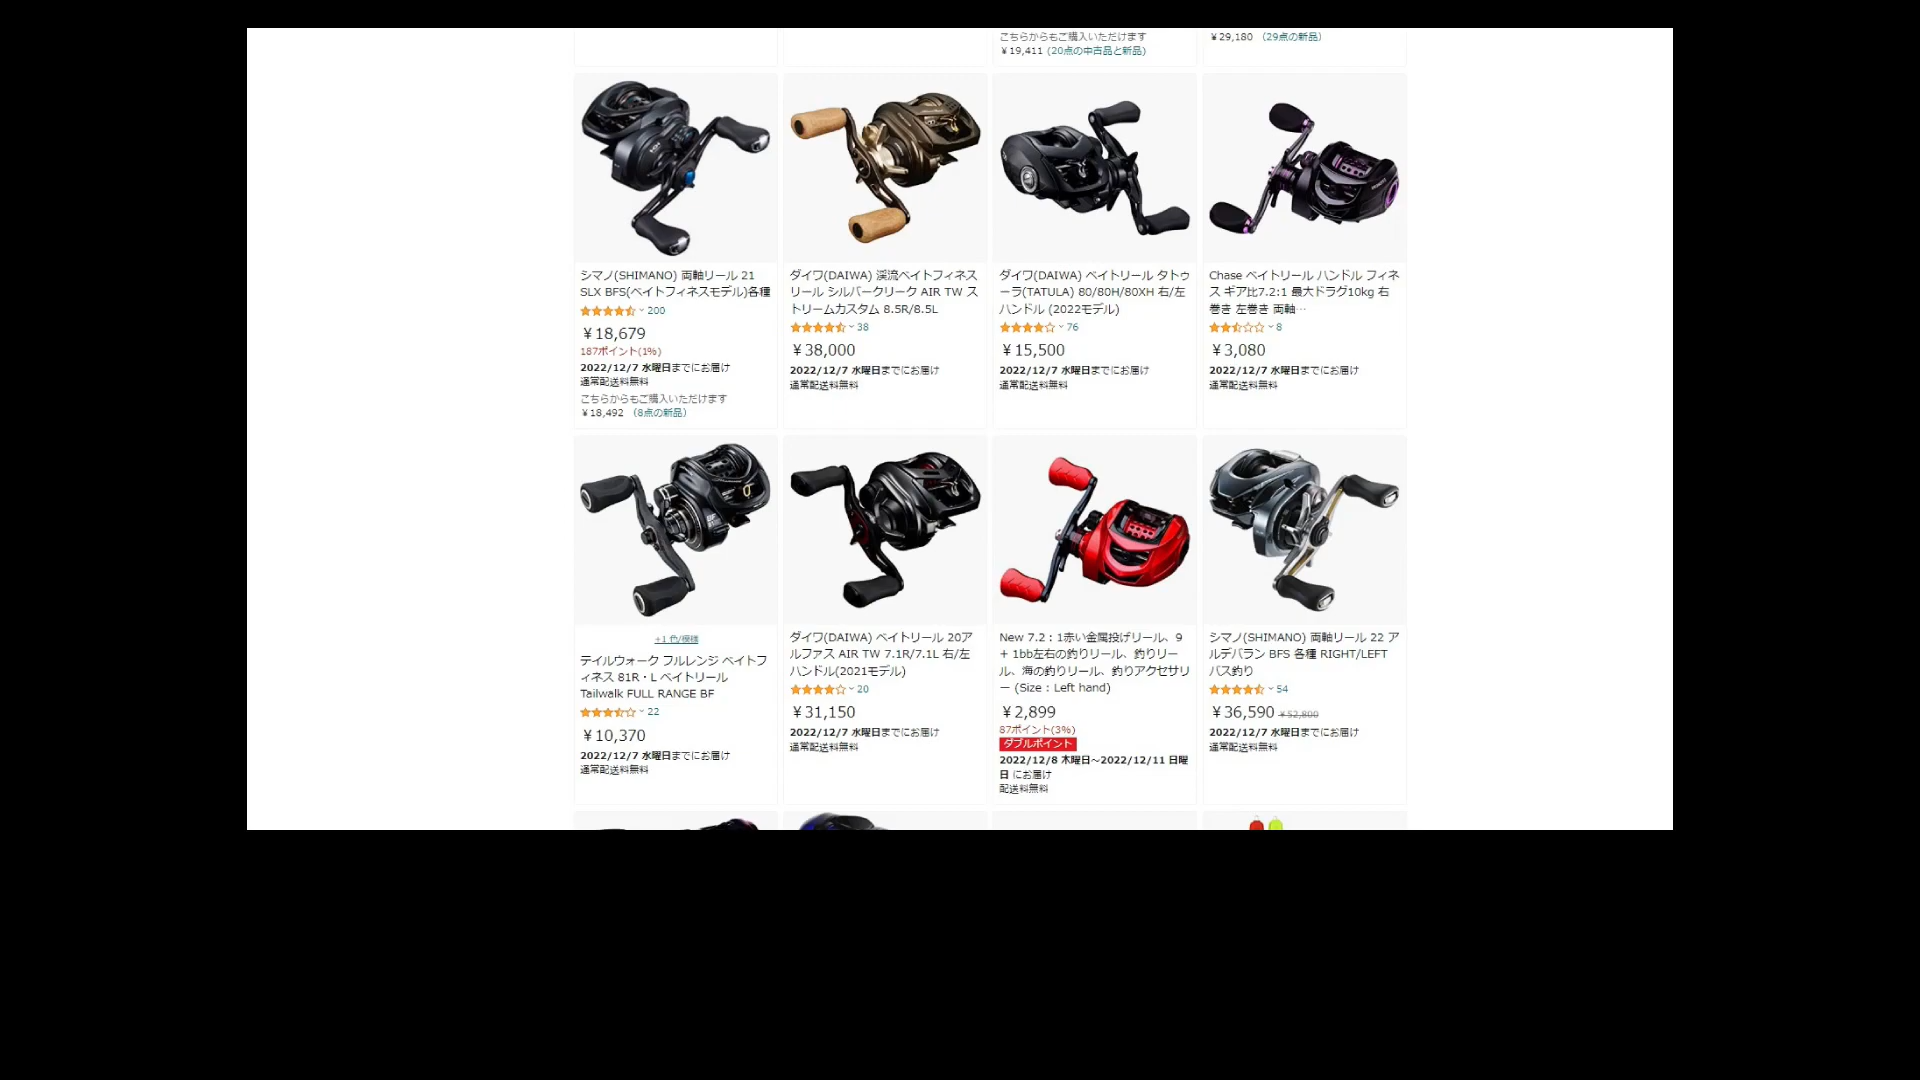 こちらからもご購入いただけます
￥19,411 (20点の中古品と新品)
￥29,180 (29点の新品)
シマノ(SHIMANO) 両軸リール 21
SLX BFS(ベイトフィネスモデル)各種
200
￥18,679
187ポイント(1%)
2022/12/7 水曜日までにお届け
通常配送料無料
こちらからもご購入いただけます
￥18,492 (8点の新品)
ダイワ(DAIWA) 渓流ベイトフィネス
リール シルバークリーク AIR TW ス
トリームカスタム 8.5R/8.5L
38
￥38,000
2022/12/7 水曜日までにお届け
通常配送料無料
ダイワ(DAIWA) ベイトリール タトゥ
ーラ(TATULA) 80/80H/80XH 右/左
ハンドル (2022モデル)
76
￥15,500
2022/12/7 水曜日までにお届け
通常配送料無料
Chase ベイトリール ハンドル フィネ
ス ギア比7.2:1 最大ドラグ10kg 右
巻き 左巻き 両軸…
8
￥3,080
2022/12/7 水曜日までにお届け
通常配送料無料
+1 色/模様
テイルウォーク フルレンジ ベイトフ
ィネス 81R・L ベイトリール
Tailwalk FULL RANGE BF
22
￥10,370
2022/12/7 水曜日までにお届け
通常配送料無料
ダイワ(DAIWA) ベイトリール 20ア
ルファス AIR TW 7.1R/7.1L 右/左
ハンドル(2021モデル)
20
￥31,150
2022/12/7 水曜日までにお届け
通常配送料無料
New 7.2：1赤い金属投げリール、9
+ 1bb左右の釣りリール、釣りリー
ル、海の釣りリール、釣りアクセサリ
ー (Size : Left hand)
￥2,899
87ポイント(3%)
ダブルポイント
2022/12/8 木曜日～2022/12/11 日曜
日 にお届け
配送料無料
シマノ(SHIMANO) 両軸リール 22 ア
ルデバラン BFS 各種 RIGHT/LEFT
バス釣り
54
￥36,590 ￥52,800
2022/12/7 水曜日までにお届け
通常配送料無料